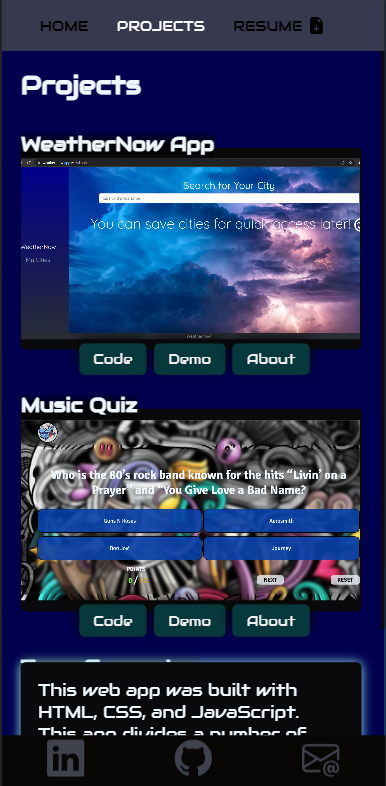 HOME PROJECTS RESUME
Projects
WeatherNow App
Search for Your City
You can save cities for quick access later!
WeatherNow
My Cities
WeatherNow
Code Demo About
Music Quiz
Who is the 80's rock band known for the hits "Livin' on a
Prayer" and "You Give Love a Bad Name?
Guns N Roses Aerosmith
Bon Jovi Journey
POINTS
NEXT RESET
Code Demo About
This web app was built with
HTML, CSS, and JavaScript.
This app divides a number of
in
@